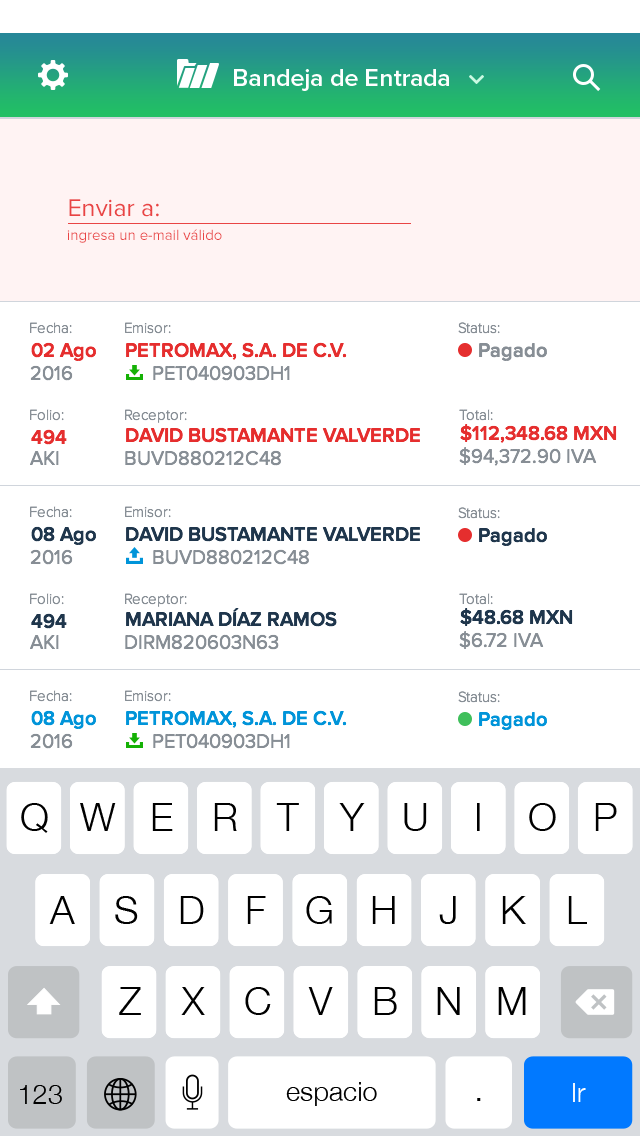 Bandeja de Entrada
Enviar a:
ingresa un e-mail válido
Fecha: Emisor: Status:
02 Ago PETROMAX, S.A. DE C.V. Pagado
2016 PET040903DH1
Folio: Receptor: Total:
494 DAVID BUSTAMANTE VALVERDE $112,348.68 MXN
AKI BUVD880212C48 $94,372.90 IVA
Fecha: Emisor: Status:
08 Ago DAVID BUSTAMANTE VALVERDE Pagado
2016 BUVD880212C48
Folio: Receptor: Total:
494 MARIANA DÍAZ RAMOS $48.68 MXN
AKI DIRM820603N63 $6.72 IVA
Fecha: Emisor: Status:
08 Ago PETROMAX, S.A. DE C.V. Pagado
2016 PET040903DH1
Q W E R T Y U I O P
A S D F G H J K L
Z X C V B N M
123 espacio . Ir